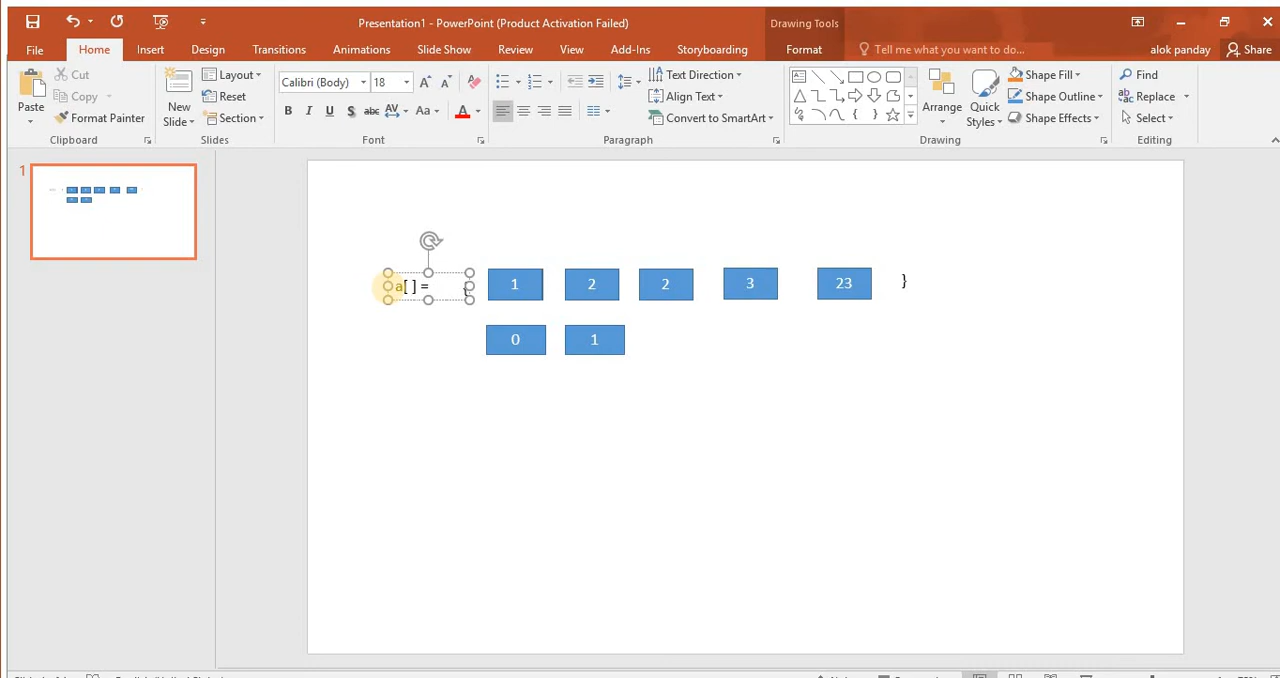 Presentation1 - PowerPoint (Product Activation Failed)
Drawing Tools
File Home Insert Design Transitions Animations Slide Show Review View Add-Ins Storyboarding Format Tell me what you want to do... alok panday Share
Cut
Copy
Format Painter
Paste
Clipboard
New
Slide
Layout
Reset
Section
Slides
Calibri (Body) 18
B I U S abc AV Aa A
Font
Text Direction
Align Text
Convert to SmartArt
Paragraph
Arrange
Quick
Styles
Shape Fill
Shape Outline
Shape Effects
Drawing
Find
Replace
Select
Editing
1
a[ ] = { 1 2 2 3 23 }
0 1